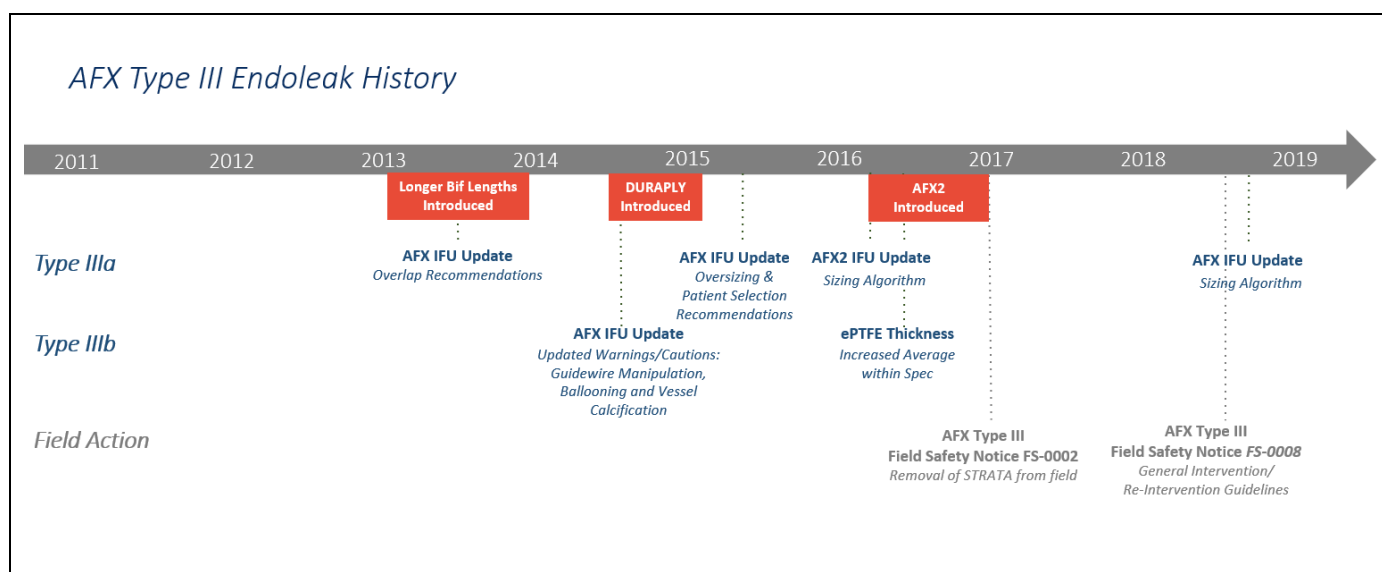 AFX Type III Endoleak History
2011 2012 2013 2014 2015 2016 2017 2018 2019
Longer Bif Lengths
Introduced
DURAPLY
Introduced
AFX2
Introduced
Type IIIa
AFX IFU Update
Overlap Recommendations
AFX IFU Update
Oversizing &
Patient Selection
Recommendations
AFX2 IFU Update
Sizing Algorithm
AFX IFU Update
Sizing Algorithm
Type IIIb
AFX IFU Update
Updated Warnings/Cautions:
Guidewire Manipulation,
Ballooning and Vessel
Calcification
ePTFE Thickness
Increased Average
within Spec
Field Action
AFX Type III
Field Safety Notice FS-0002
Removal of STRATA from field
AFX Type III
Field Safety Notice FS-0008
General Intervention/
Re-Intervention Guidelines